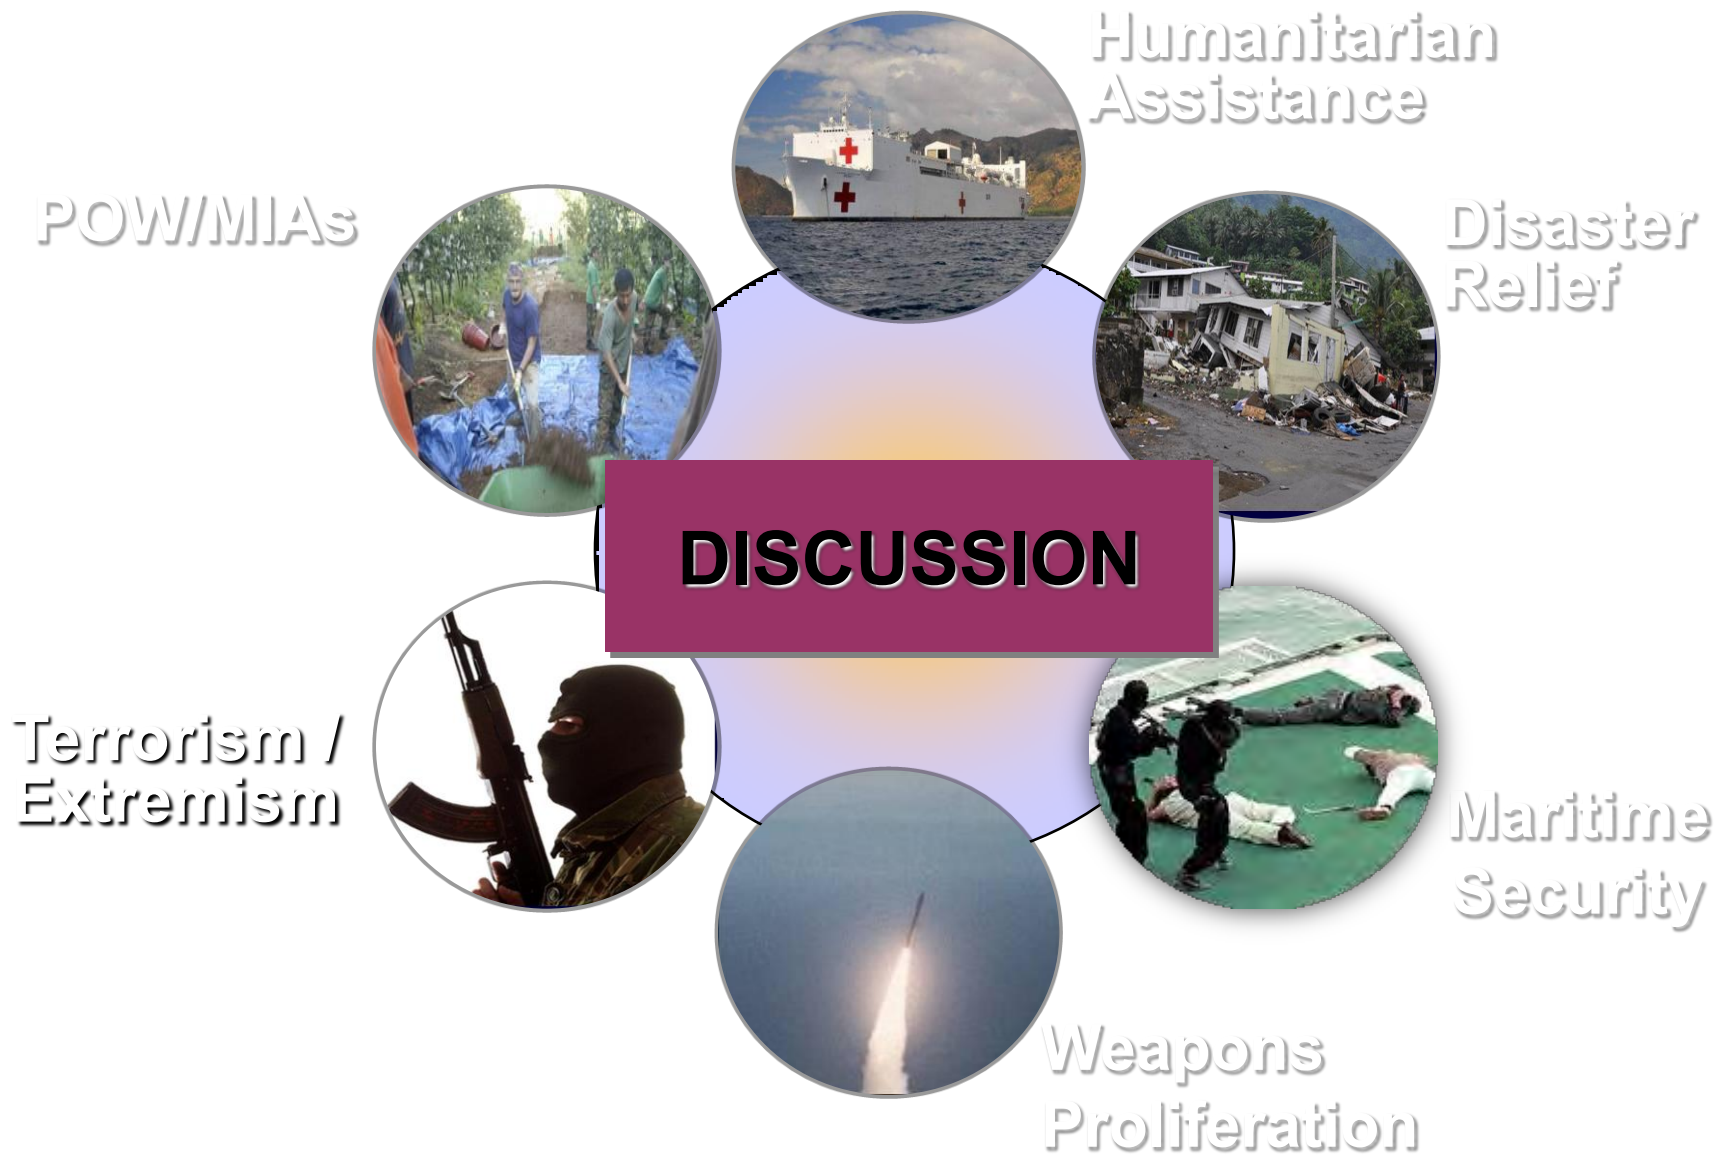 Humanitarian
Assistance
POW/MIAs
Disaster
Relief
DISCUSSION
Terrorism /
Extremism
Maritime
Security
Weapons
Proliferation